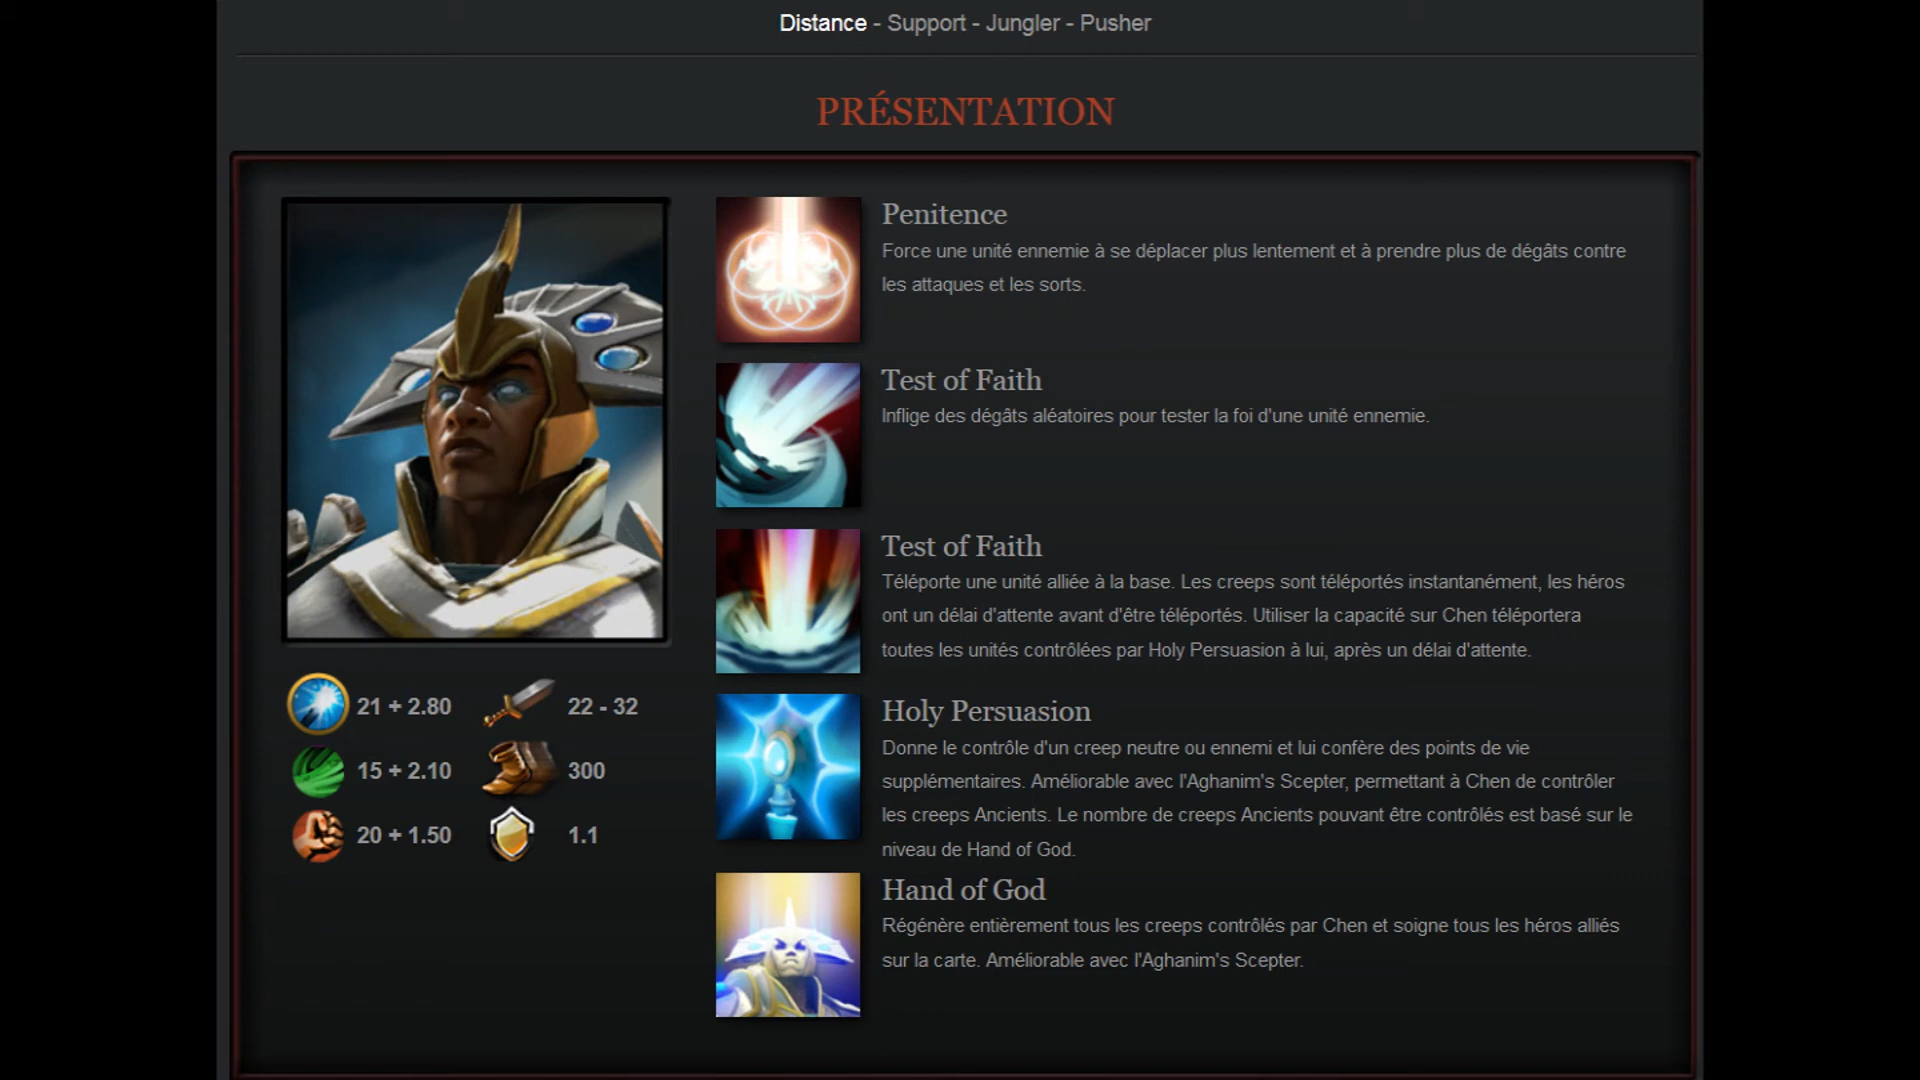 Distance - Support - Jungler - Pusher
PRÉSENTATION
Penitence
Force une unité ennemie à se déplacer plus lentement et à prendre plus de dégâts contre
les attaques et les sorts.
Test of Faith
Inflige des dégâts aléatoires pour tester la foi d'une unité ennemie.
Test of Faith
Téléporte une unité alliée à la base. Les creeps sont téléportés instantanément, les héros
ont un délai d'attente avant d'être téléportés. Utiliser la capacité sur Chen téléportera
toutes les unités contrôlées par Holy Persuasion à lui, après un délai d'attente.
Holy Persuasion
Donne le contrôle d'un creep neutre ou ennemi et lui confère des points de vie
supplémentaires. Améliorable avec l'Aghanim's Scepter, permettant à Chen de contrôler
les creeps Ancients. Le nombre de creeps Ancients pouvant être contrôlés est basé sur le
niveau de Hand of God.
Hand of God
Régénère entièrement tous les creeps contrôlés par Chen et soigne tous les héros alliés
sur la carte. Améliorable avec l'Aghanim's Scepter.
21 + 2.80 22 - 32
15 + 2.10 300
20 + 1.50 1.1